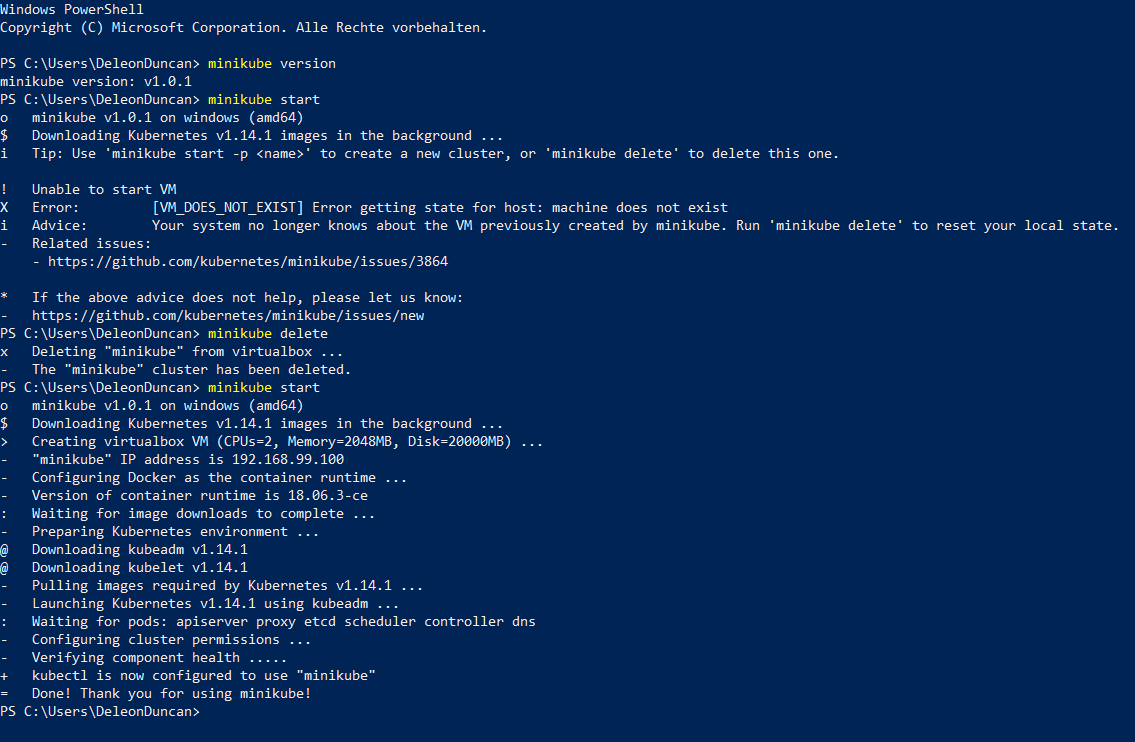 Windows PowerShell
Copyright (C) Microsoft Corporation. Alle Rechte vorbehalten.
PS C:\Users\DeleonDuncan> minikube version
minikube version: v1.0.1
PS C:\Users\DeleonDuncan> minikube start
o   minikube v1.0.1 on windows (amd64)
$   Downloading Kubernetes v1.14.1 images in the background ...
i   Tip: Use 'minikube start -p <name>' to create a new cluster, or 'minikube delete' to delete this one.
!   Unable to start VM
X   Error:         [VM_DOES_NOT_EXIST] Error getting state for host: machine does not exist
i   Advice:        Your system no longer knows about the VM previously created by minikube. Run 'minikube delete' to reset your local state.
-   Related issues:
    - https://github.com/kubernetes/minikube/issues/3864
*   If the above advice does not help, please let us know:
-   https://github.com/kubernetes/minikube/issues/new
PS C:\Users\DeleonDuncan> minikube delete
x   Deleting "minikube" from virtualbox ...
-   The "minikube" cluster has been deleted.
PS C:\Users\DeleonDuncan> minikube start
o   minikube v1.0.1 on windows (amd64)
$   Downloading Kubernetes v1.14.1 images in the background ...
>   Creating virtualbox VM (CPUs=2, Memory=2048MB, Disk=20000MB) ...
-   "minikube" IP address is 192.168.99.100
-   Configuring Docker as the container runtime ...
-   Version of container runtime is 18.06.3-ce
:   Waiting for image downloads to complete ...
-   Preparing Kubernetes environment ...
@   Downloading kubeadm v1.14.1
@   Downloading kubelet v1.14.1
-   Pulling images required by Kubernetes v1.14.1 ...
-   Launching Kubernetes v1.14.1 using kubeadm ...
:   Waiting for pods: apiserver proxy etcd scheduler controller dns
-   Configuring cluster permissions ...
-   Verifying component health .....
+   kubectl is now configured to use "minikube"
=   Done! Thank you for using minikube!
PS C:\Users\DeleonDuncan>